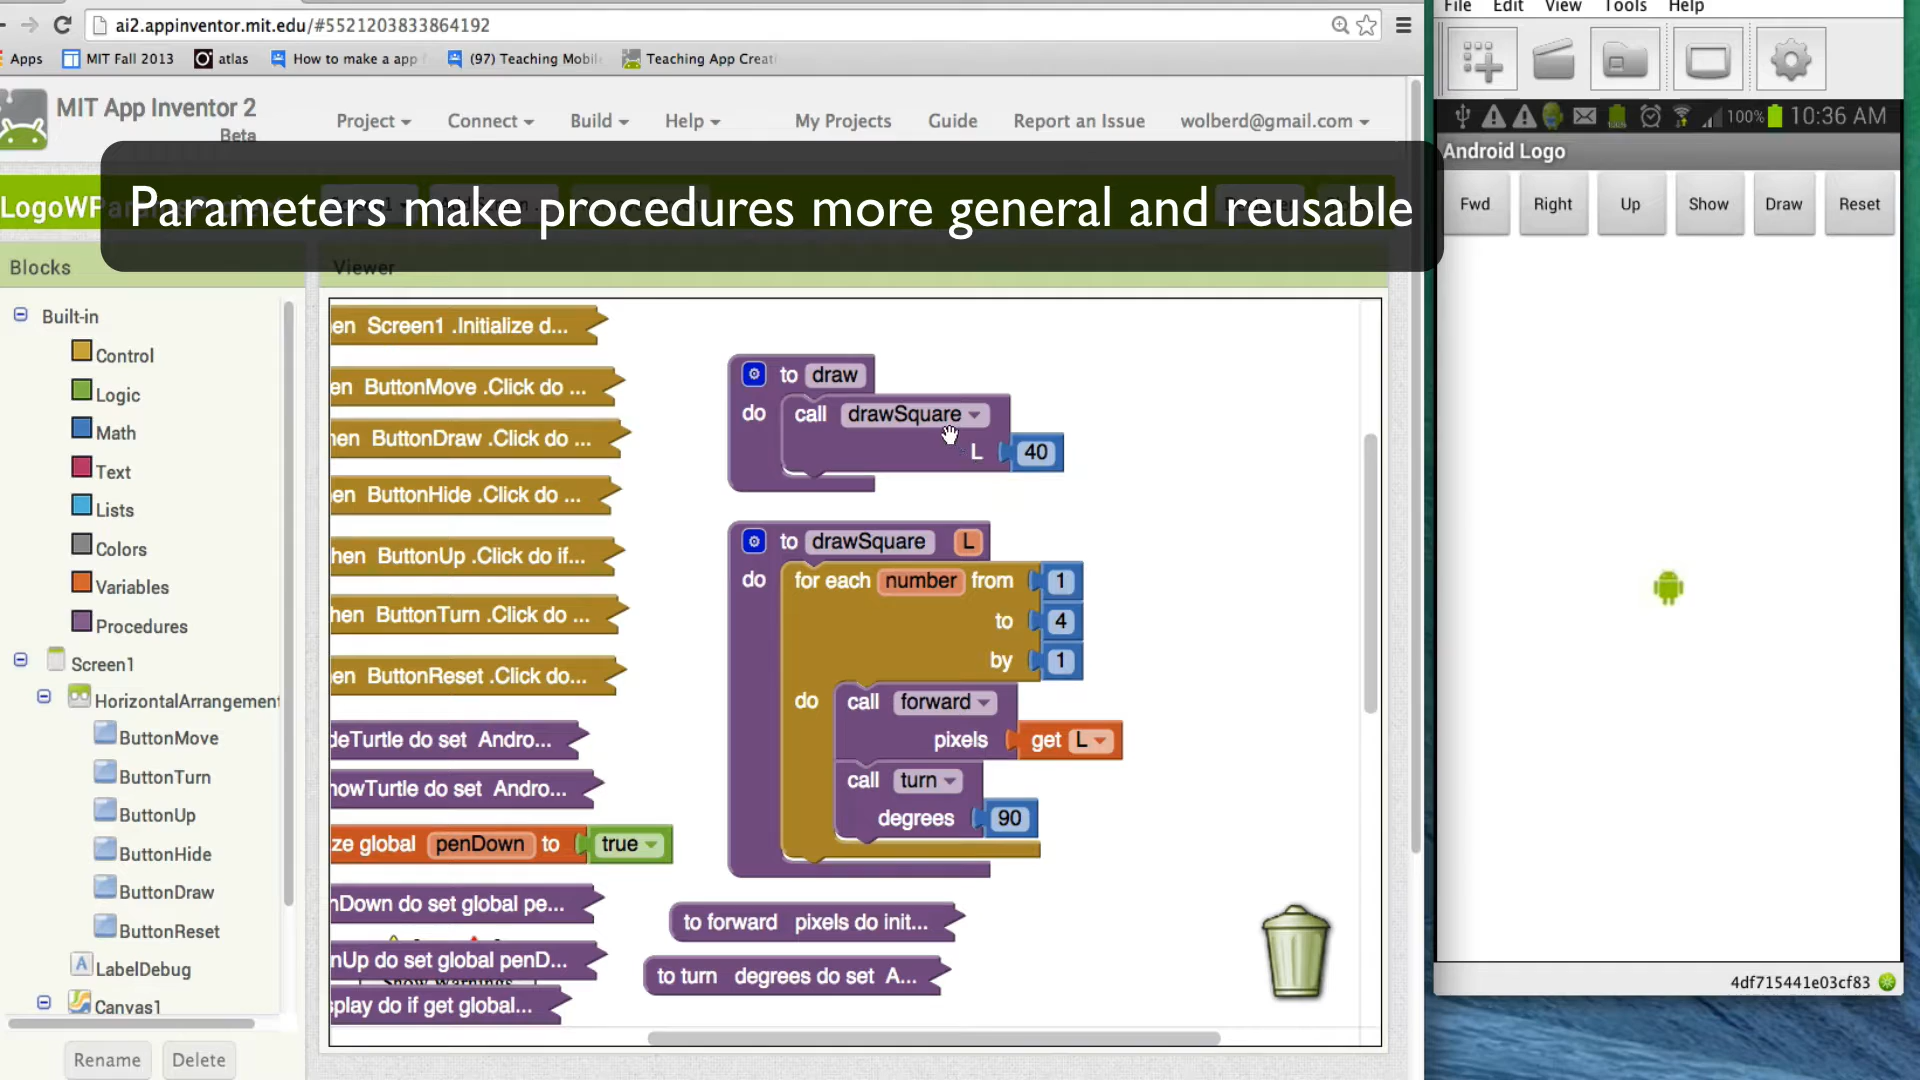 ai2.appinventor.mit.edu/#5521203833864192
Apps MIT Fall 2013 atlas How to make a app (97) Teaching Mobil Teaching App Creat
MIT App Inventor 2
Beta
Project Connect Build Help My Projects Guide Report an Issue wolberd@gmail.com
LogoWP
Parameters make procedures more general and reusable
Blocks
Viewer
Built-in
Control
Logic
Math
Text
Lists
Colors
Variables
Procedures
Screen1
HorizontalArrangement
ButtonMove
ButtonTurn
ButtonUp
ButtonHide
ButtonDraw
ButtonReset
LabelDebug
Canvas1
Rename Delete
en Screen1 .Initialize d...
en ButtonMove .Click do ...
hen ButtonDraw .Click do ...
en ButtonHide .Click do ...
hen ButtonUp .Click do if...
hen ButtonTurn .Click do ...
en ButtonReset .Click do...
deTurtle do set Andro...
howTurtle do set Andro...
ze global penDown to true
nDown do set global pe...
nUp do set global penD...
Show Warnings
splay do if get global...
to draw
do call drawSquare
L 40
to drawSquare L
do for each number from 1
to 4
by 1
do call forward
pixels get L
call turn
degrees 90
to forward pixels do init...
to turn degrees do set A...
File Edit View Tools Help
100% 10:36 AM
Android Logo
Fwd Right Up Show Draw Reset
4df715441e03cf83